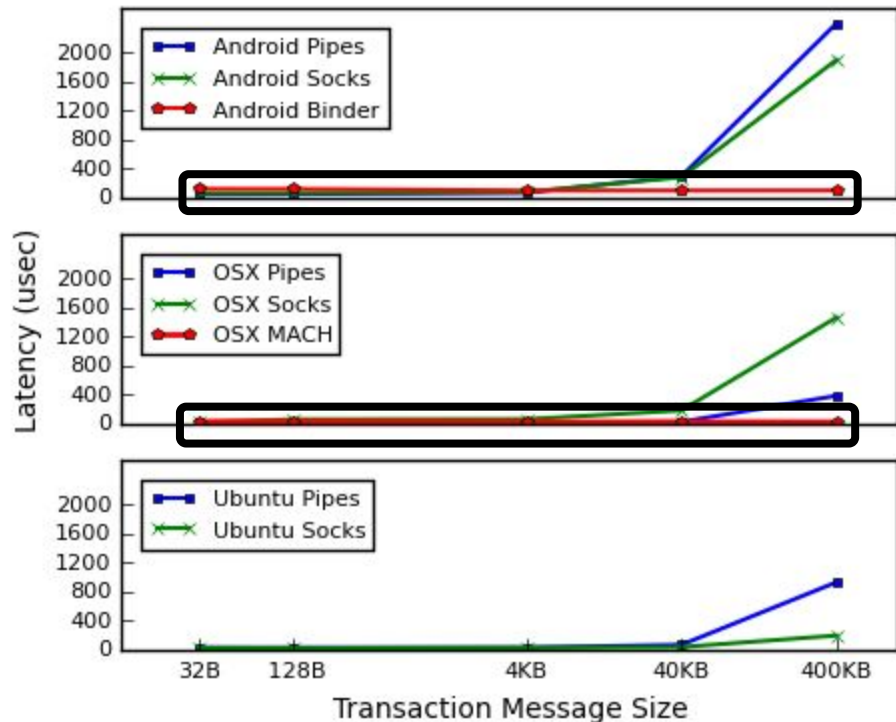 2000
1600
1200
800
400
0
Android Pipes
Android Socks
Android Binder
Latency (usec)
2000
1600
1200
800
400
0
OSX Pipes
OSX Socks
OSX MACH
2000
1600
1200
800
400
0
Ubuntu Pipes
Ubuntu Socks
32B 128B 4KB 40KB 400KB
Transaction Message Size